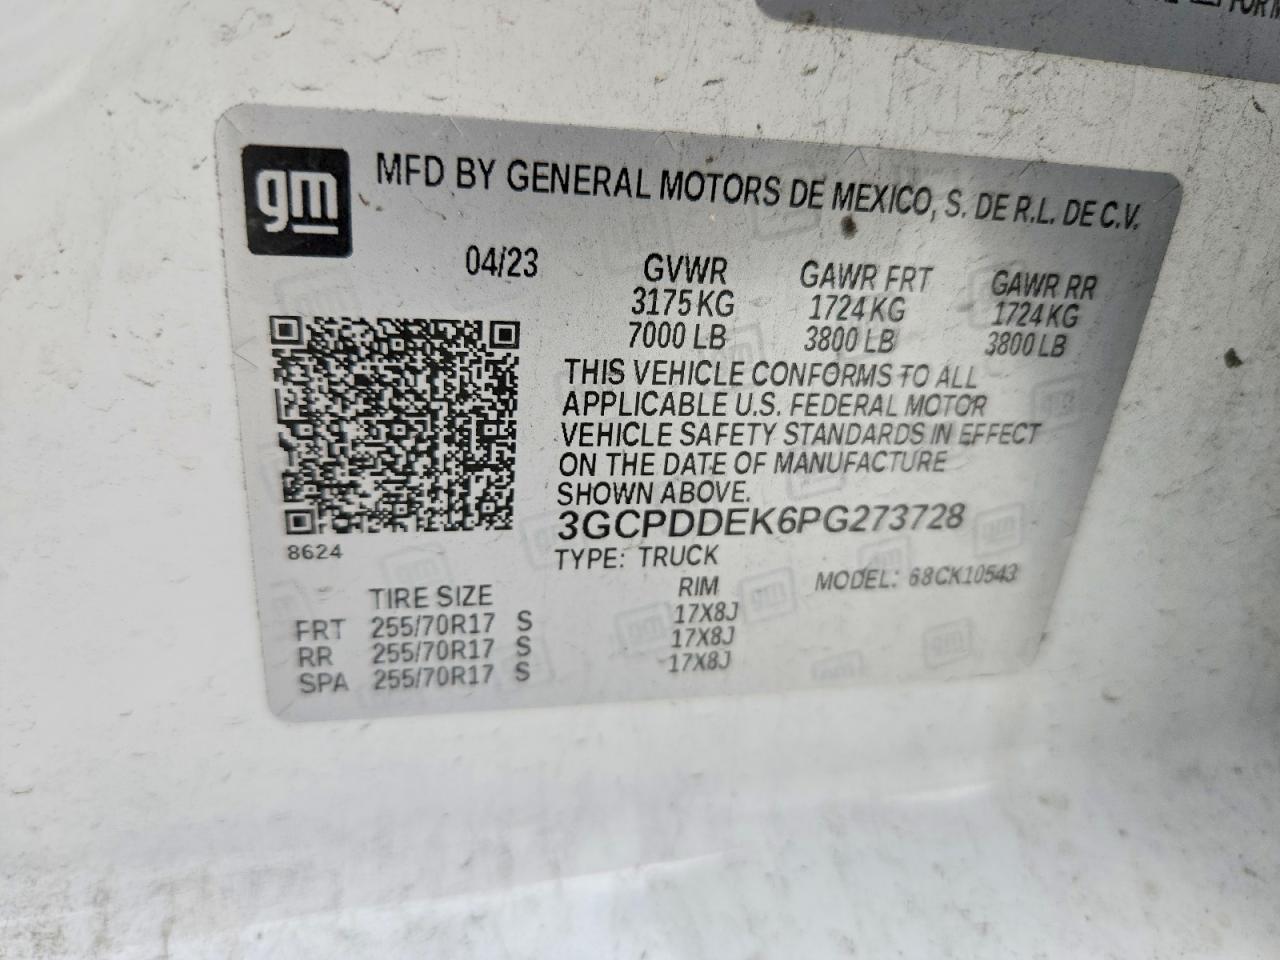 FOR M
gm
MFD BY GENERAL MOTORS DE MEXICO, S. DE R.L. DE C.V.
04/23
GVWR GAWR FRT GAWR RR
3175 KG 1724 KG 1724 KG
7000 LB 3800 LB 3800 LB
THIS VEHICLE CONFORMS TO ALL
APPLICABLE U.S. FEDERAL MOTOR
VEHICLE SAFETY STANDARDS IN EFFECT
ON THE DATE OF MANUFACTURE
SHOWN ABOVE.
3GCPDDEK6PG273728
8624
TYPE: TRUCK
MODEL: 68CK10543
TIRE SIZE RIM
FRT 255/70R17 S 17X8J
RR 255/70R17 S 17X8J
SPA 255/70R17 S 17X8J